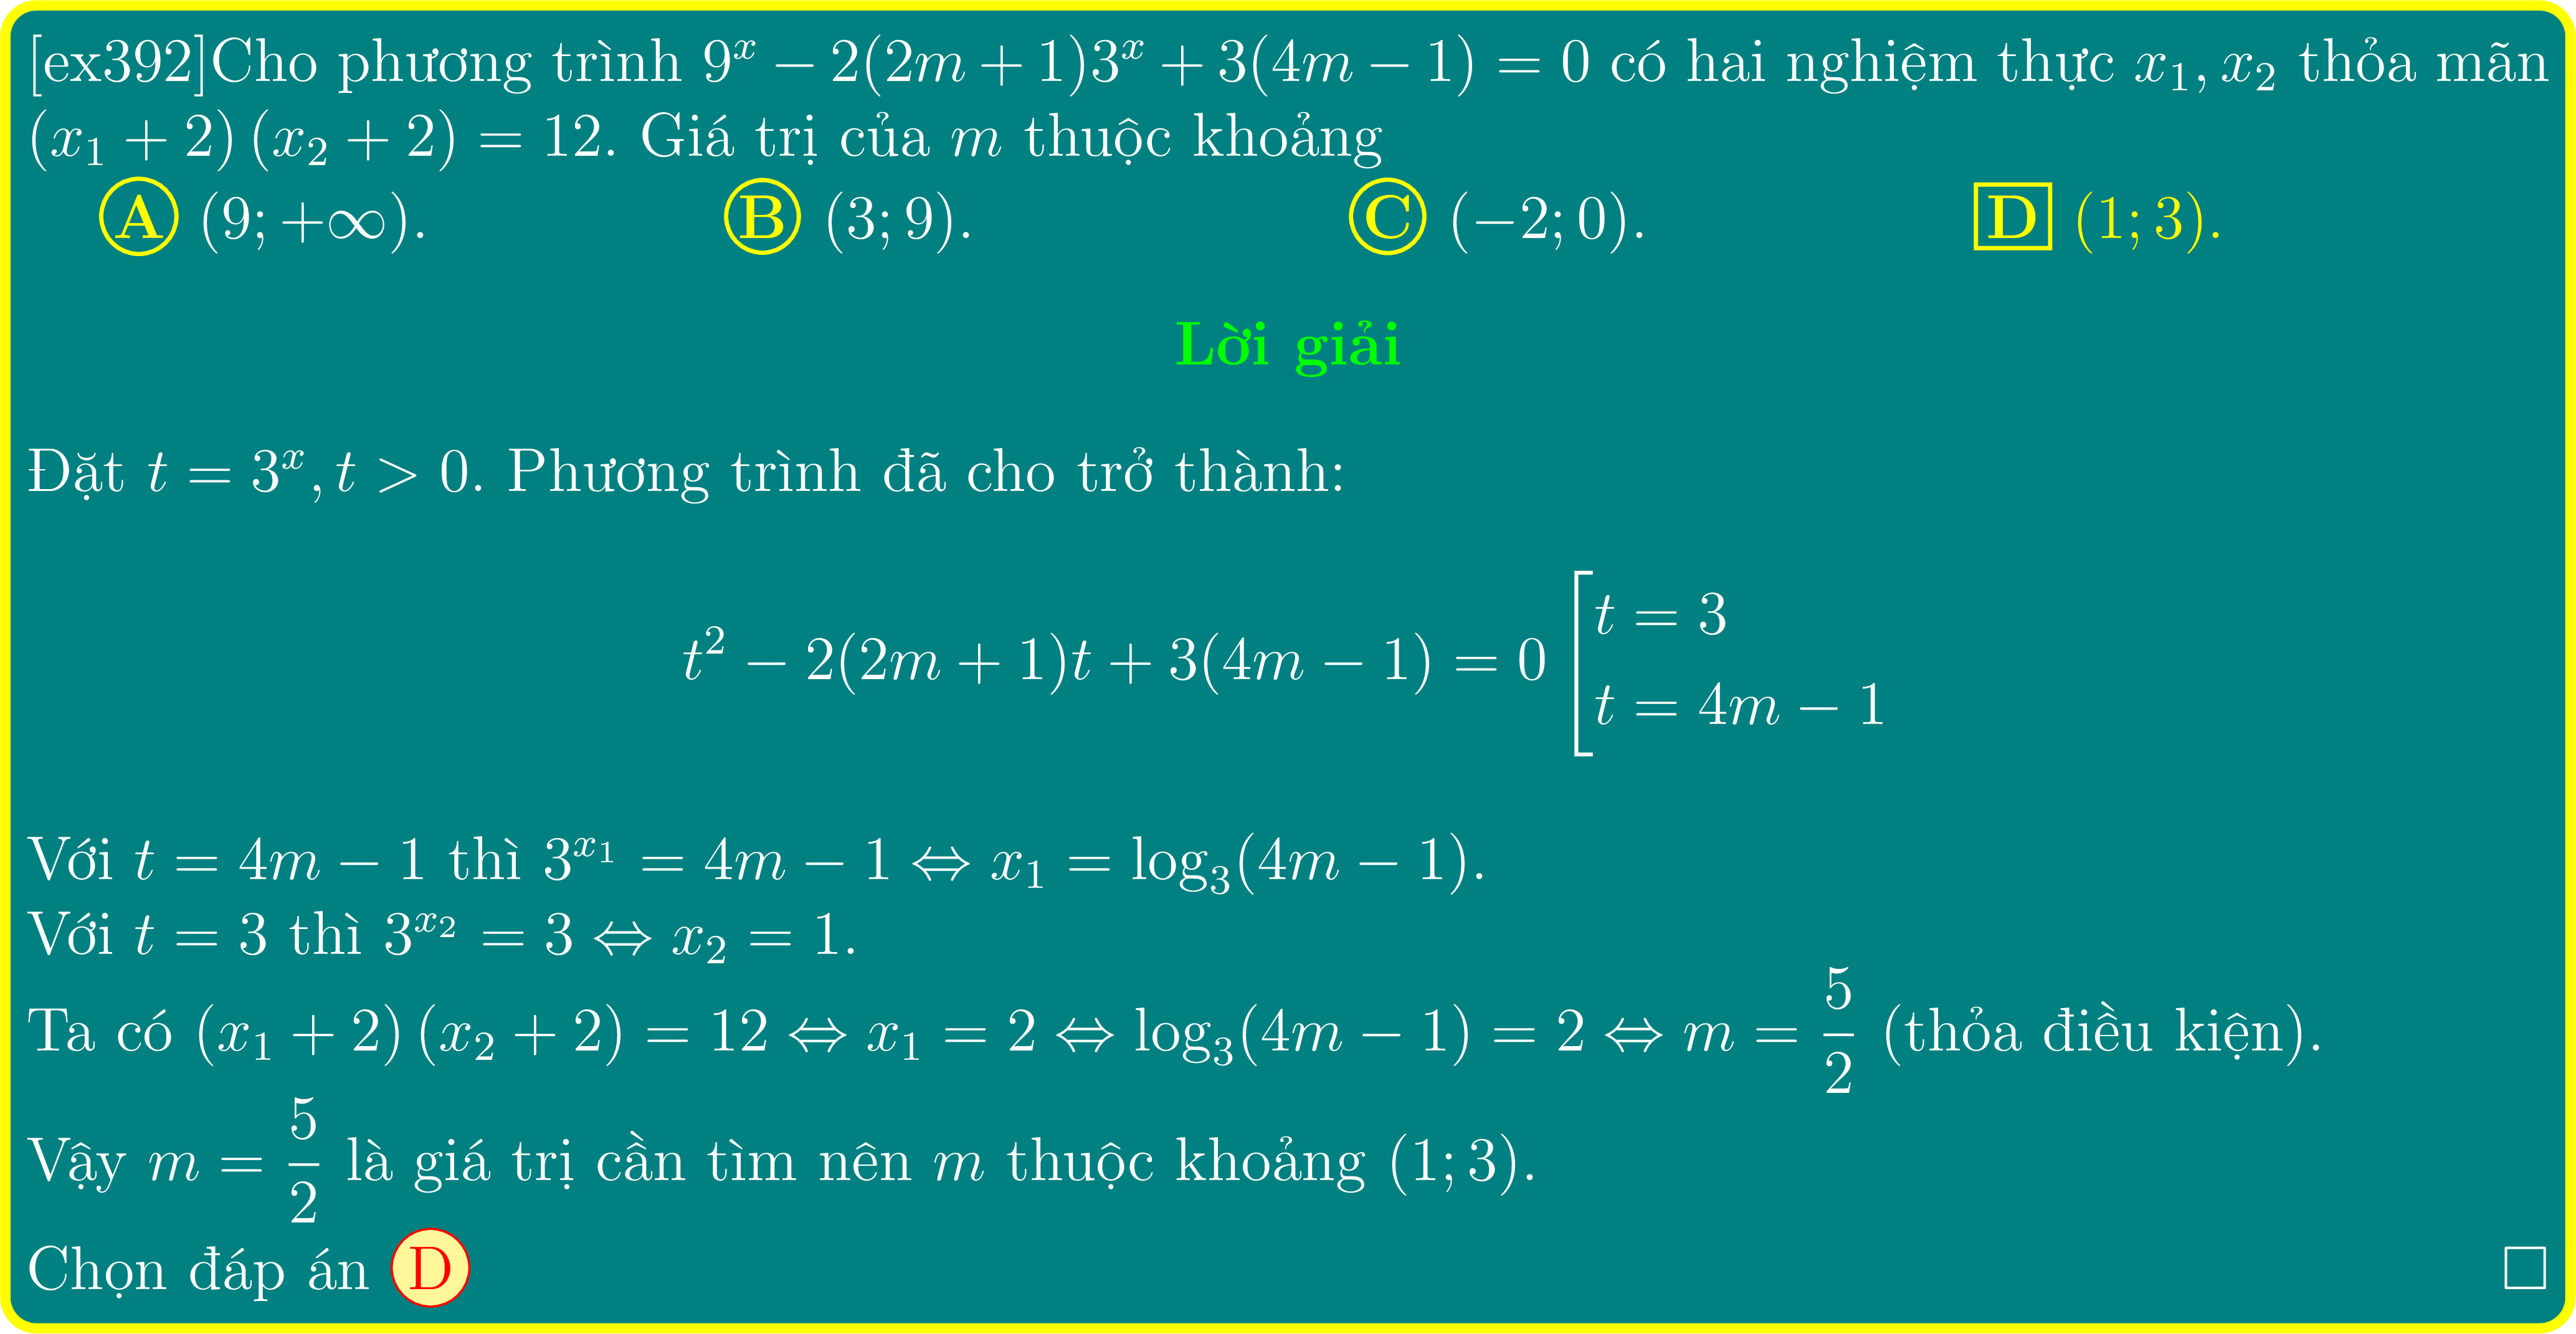 [ex392]Cho phương trình $9^x - 2(2m + 1)3^x + 3(4m - 1) = 0$ có hai nghiệm thực $x_1, x_2$ thỏa mãn
$(x_1 + 2)(x_2 + 2) = 12$. Giá trị của $m$ thuộc khoảng
A $(9; +\infty)$. B $(3; 9)$. C $(-2; 0)$. D $(1; 3)$.
Lời giải
Đặt $t = 3^x, t > 0$. Phương trình đã cho trở thành:
$t^2 - 2(2m + 1)t + 3(4m - 1) = 0 \left[\begin{array}{l} t = 3 \\ t = 4m - 1 \end{array}\right.$
Với $t = 4m - 1$ thì $3^{x_1} = 4m - 1 \Leftrightarrow x_1 = \log_3(4m - 1)$.
Với $t = 3$ thì $3^{x_2} = 3 \Leftrightarrow x_2 = 1$.
Ta có $(x_1 + 2)(x_2 + 2) = 12 \Leftrightarrow x_1 = 2 \Leftrightarrow \log_3(4m - 1) = 2 \Leftrightarrow m = \dfrac{5}{2}$ (thỏa điều kiện).
Vậy $m = \dfrac{5}{2}$ là giá trị cần tìm nên $m$ thuộc khoảng $(1; 3)$.
Chọn đáp án D □